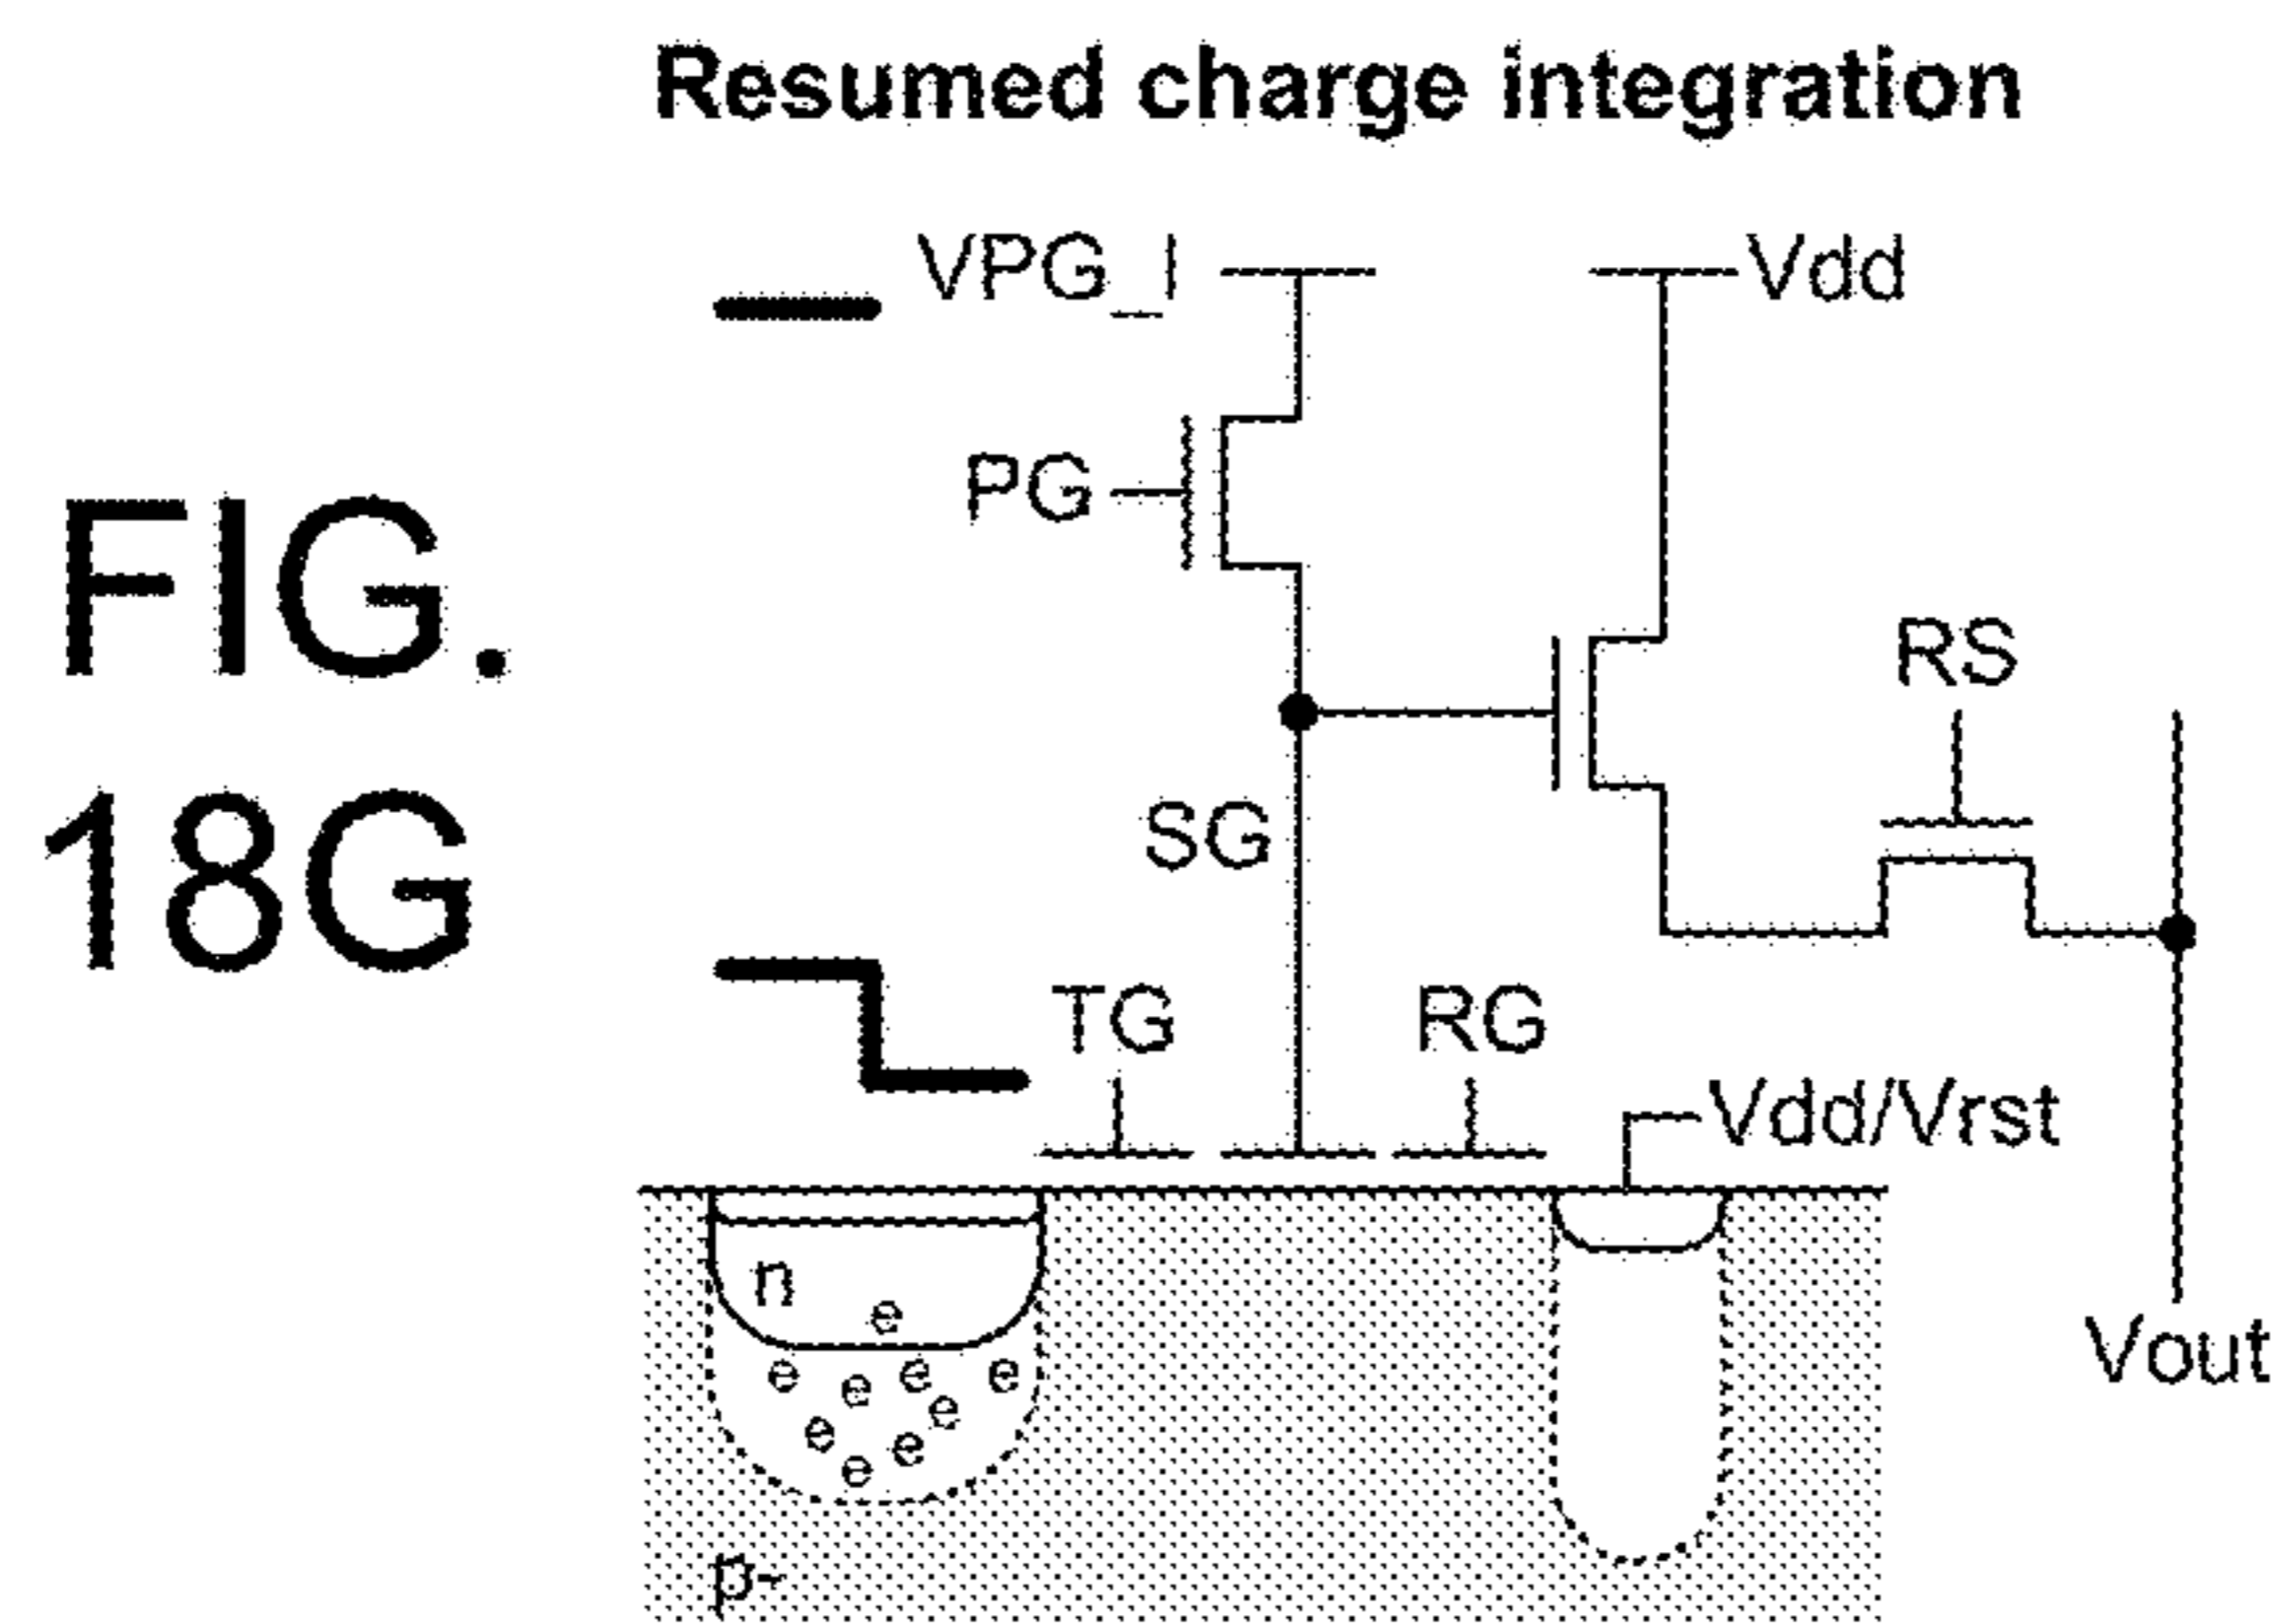 Resumed charge integration
VPG_I
Vdd
PG
FIG.
18G
RS
SG
TG
RG
Vdd/Vrst
n
e
e e e e
e
e e
e
Vout
p-